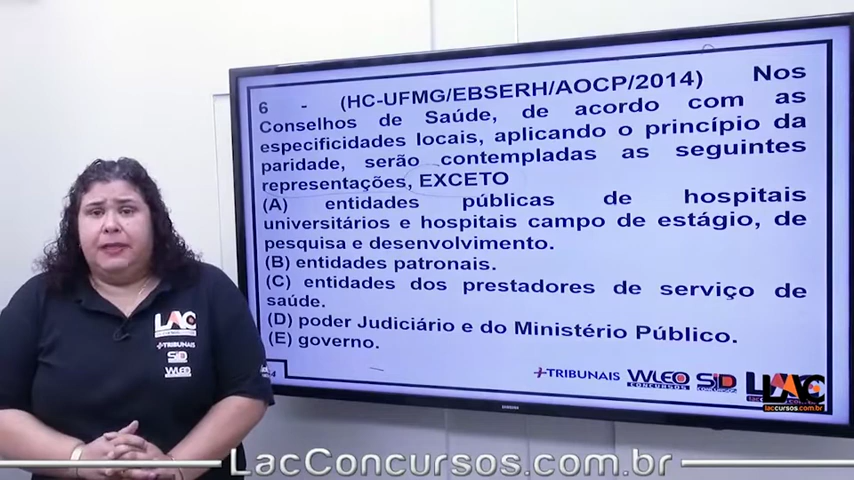 6 - (HC-UFMG/EBSERH/AOCP/2014) Nos
Conselhos de Saúde, de acordo com as
especificidades locais, aplicando o princípio da
paridade, serão contempladas as seguintes
representações, EXCETO
(A) entidades públicas de hospitais
universitários e hospitais campo de estágio, de
pesquisa e desenvolvimento.
(B) entidades patronais.
(C) entidades dos prestadores de serviço de
saúde.
(D) poder Judiciário e do Ministério Público.
(E) governo.
+TRIBUNAIS WLEO CONCURSOS SD CONCURSOS LAC
laccursos.com.br
LAC
+TRIBUNAIS
SD
WLEO
LacConcursos.com.br